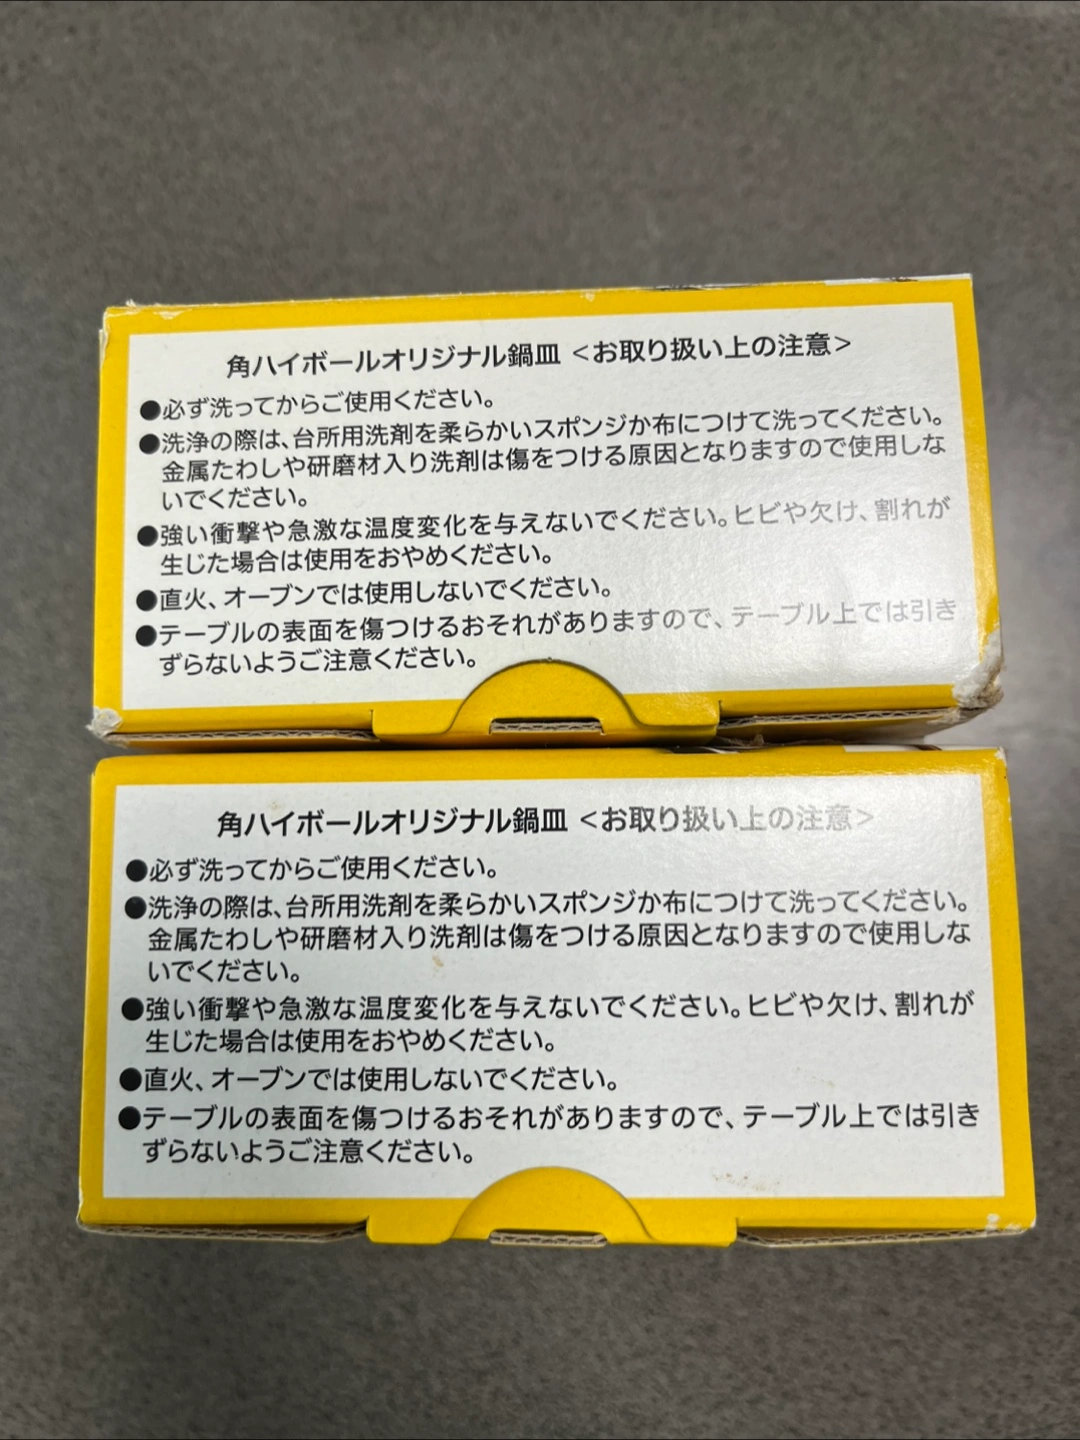 角ハイボールオリジナル鍋皿 <お取り扱い上の注意>
●必ず洗ってからご使用ください。
●洗浄の際は、台所用洗剤を柔らかいスポンジか布につけて洗ってください。
金属たわしや研磨材入り洗剤は傷をつける原因となりますので使用しな
いでください。
●強い衝撃や急激な温度変化を与えないでください。ヒビや欠け、割れが
生じた場合は使用をおやめください。
●直火、オーブンでは使用しないでください。
●テーブルの表面を傷つけるおそれがありますので、テーブル上では引き
ずらないようご注意ください。
角ハイボールオリジナル鍋皿 <お取り扱い上の注意>
●必ず洗ってからご使用ください。
●洗浄の際は、台所用洗剤を柔らかいスポンジか布につけて洗ってください。
金属たわしや研磨材入り洗剤は傷をつける原因となりますので使用しな
いでください。
●強い衝撃や急激な温度変化を与えないでください。ヒビや欠け、割れが
生じた場合は使用をおやめください。
●直火、オーブンでは使用しないでください。
●テーブルの表面を傷つけるおそれがありますので、テーブル上では引き
ずらないようご注意ください。